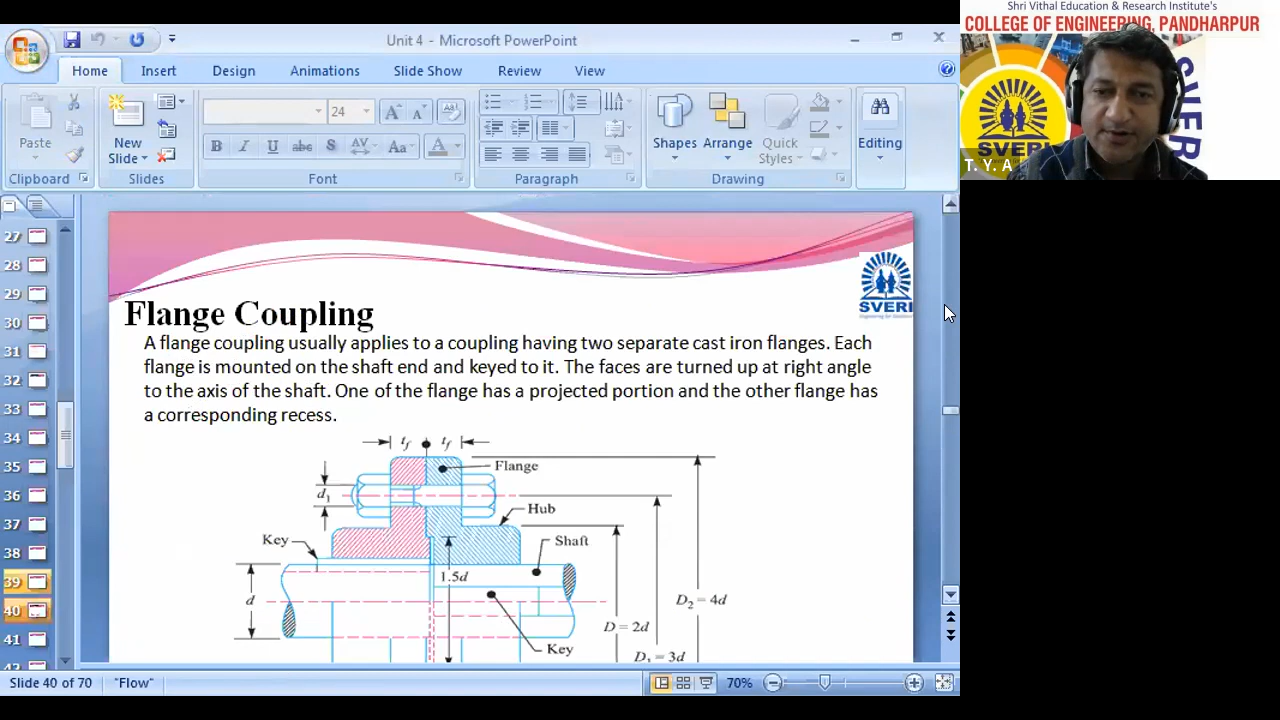 Shri Vithal Education & Research Institute's
COLLEGE OF ENGINEERING, PANDHARPUR
SVERI
T. Y. A
Unit 4 - Microsoft PowerPoint
Home Insert Design Animations Slide Show Review View
Paste
New
Slide
24
Shapes Arrange Quick
Styles
Editing
Clipboard Slides Font Paragraph Drawing
27
28
29
30
31
32
33
34
35
36
37
38
39
40
41
SVERI
Flange Coupling
A flange coupling usually applies to a coupling having two separate cast iron flanges. Each
flange is mounted on the shaft end and keyed to it. The faces are turned up at right angle
to the axis of the shaft. One of the flange has a projected portion and the other flange has
a corresponding recess.
tf tf
Flange
d1
Hub
Key
Shaft
1.5d
d
D2 = 4d
D = 2d
Key
D1 = 3d
Slide 40 of 70 "Flow" 70%